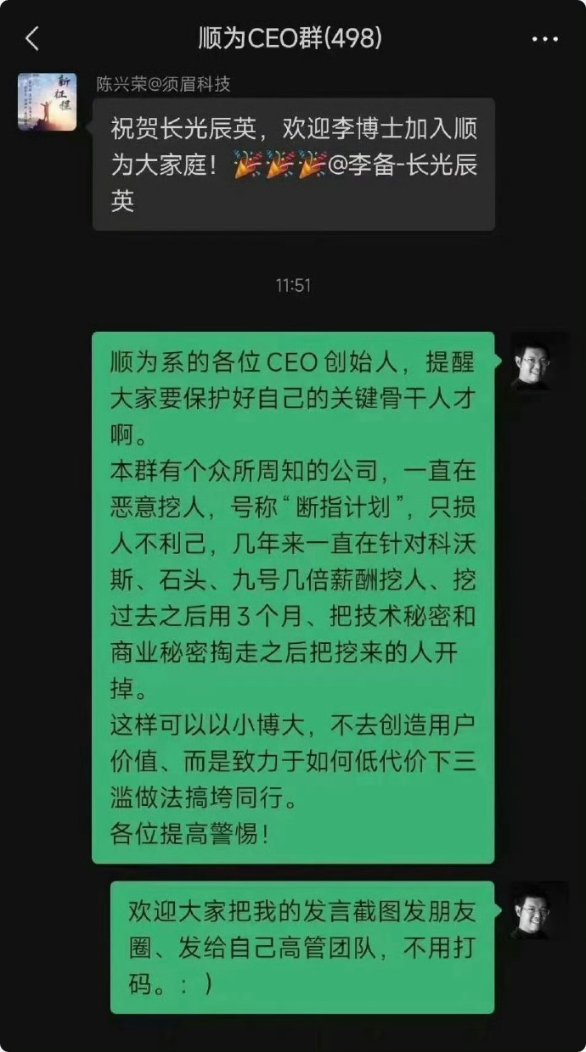 顺为CEO群(498)
新征程
陈兴荣@须眉科技
祝贺长光辰英，欢迎李博士加入顺
为大家庭！🎉🎉🎉@李备-长光辰
英
11:51
顺为系的各位CEO创始人，提醒
大家要保护好自己的关键骨干人才
啊。
本群有个众所周知的公司，一直在
恶意挖人，号称“断指计划”，只损
人不利己，几年来一直在针对科沃
斯、石头、九号几倍薪酬挖人、挖
过去之后用3个月、把技术秘密和
商业秘密掏走之后把挖来的人开
掉。
这样可以以小博大，不去创造用户
价值、而是致力于如何低代价下三
滥做法搞垮同行。
各位提高警惕！
欢迎大家把我的发言截图发朋友
圈、发给自己高管团队，不用打
码。：）